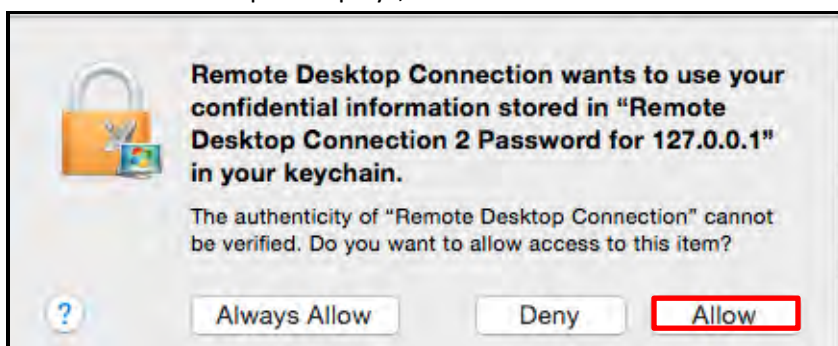 Remote Desktop Connection wants to use your
confidential information stored in “Remote
Desktop Connection 2 Password for 127.0.0.1”
in your keychain.
The authenticity of “Remote Desktop Connection” cannot
be verified. Do you want to allow access to this item?
? Always Allow Deny Allow